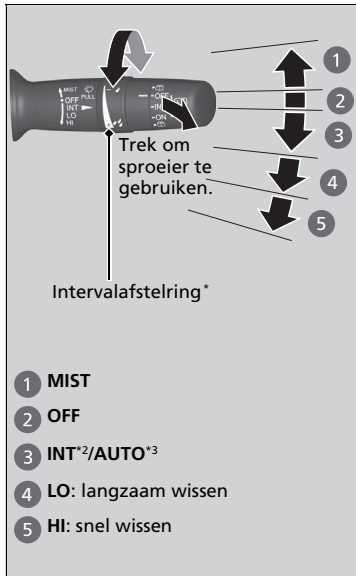 MIST
PULL
OFF
INT
LO
HI
OFF
IN
ON
Trek om
sproeier te
gebruiken.
1
2
3
4
5
Intervalafstelring*
1 MIST
2 OFF
3 INT*2/AUTO*3
4 LO: langzaam wissen
5 HI: snel wissen